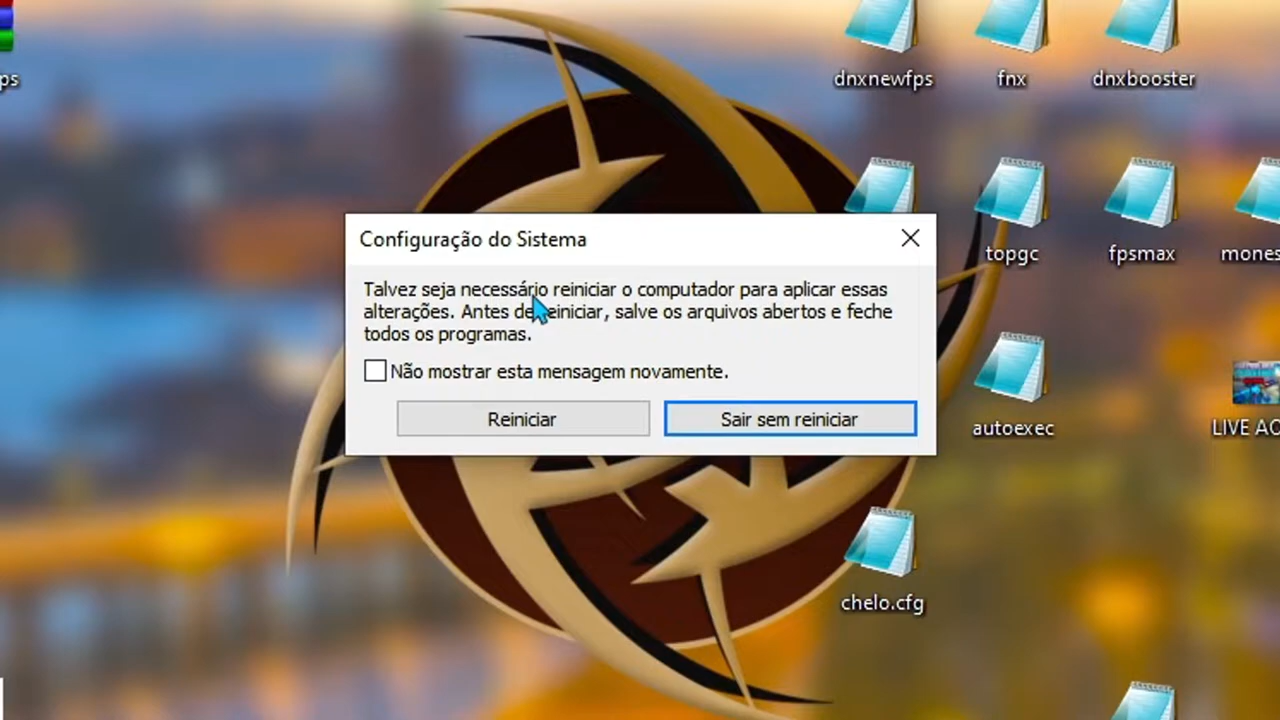 ps
dnxnewfps
fnx
dnxbooster
topgc
fpsmax
mones
Configuração do Sistema
Talvez seja necessário reiniciar o computador para aplicar essas
alterações. Antes de reiniciar, salve os arquivos abertos e feche
todos os programas.
Não mostrar esta mensagem novamente.
Reiniciar
Sair sem reiniciar
autoexec
LIVE AO
chelo.cfg